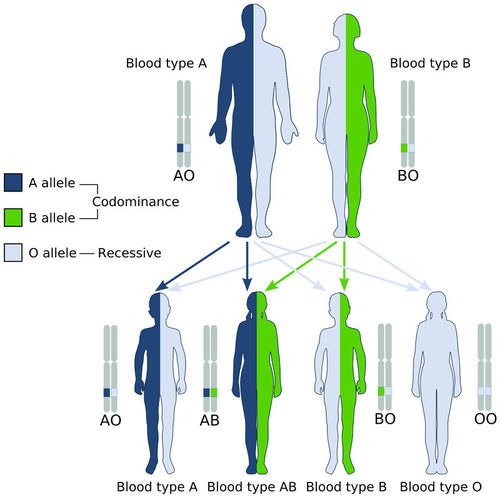 Blood type A
Blood type B
AO
BO
A allele
Codominance
B allele
O allele
Recessive
AO
AB
BO
OO
Blood type A
Blood type AB
Blood type B
Blood type O